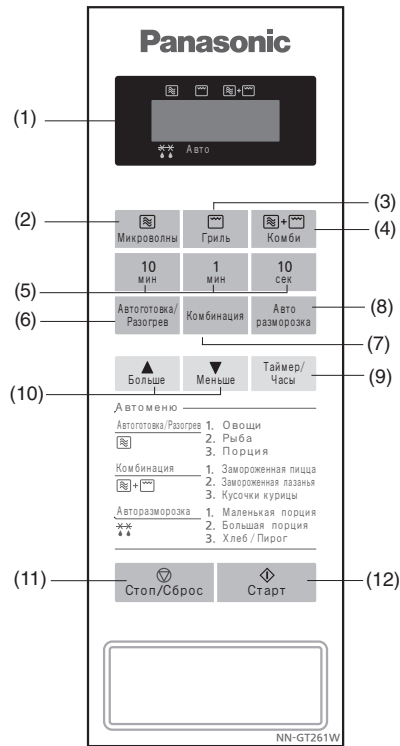 Panasonic
(1)
Авто
(3)
(2)
Микроволны Гриль Комби
(4)
10 мин 1 мин 10 сек
(5)
(6)
Автоготовка/Разогрев Комбинация Авто разморозка
(8)
(7)
Больше Меньше Таймер/Часы
(9)
(10)
Автоменю
Автоготовка/Разогрев 1. Овощи
2. Рыба
3. Порция
Комбинация 1. Замороженная пицца
2. Замороженная лазанья
3. Кусочки курицы
Авторазморозка 1. Маленькая порция
2. Большая порция
3. Хлеб/Пирог
(11)
Стоп/Сброс Старт
(12)
NN-GT261W